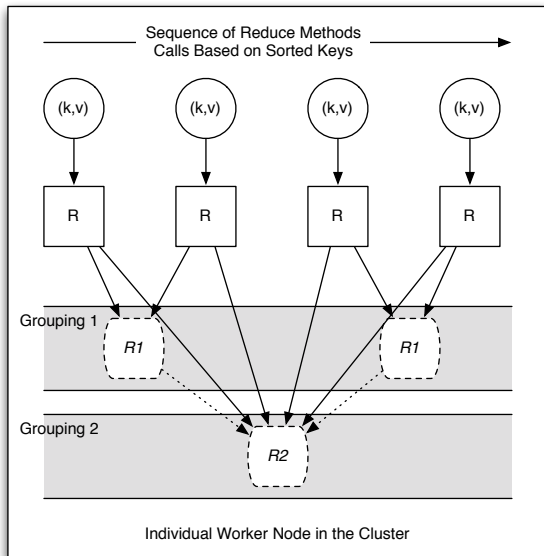 Sequence of Reduce Methods
Calls Based on Sorted Keys
(k,v)
(k,v)
(k,v)
(k,v)
R
R
R
R
Grouping 1
R1
R1
Grouping 2
R2
Individual Worker Node in the Cluster